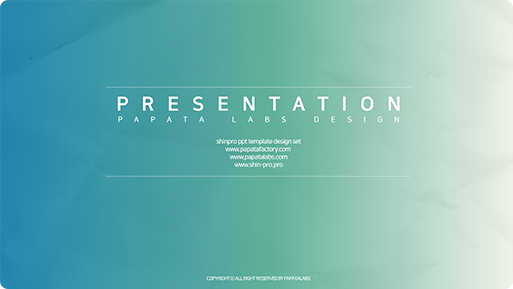 PRESENTATION
PAPATA LABS DESIGN
shinpro ppt template design set
www.papatafactory.com
www.papatalabs.com
www.shin-pro.pro
COPYRIGHT ⓒ ALL RIGHT RESERVED BY PAPATALABS